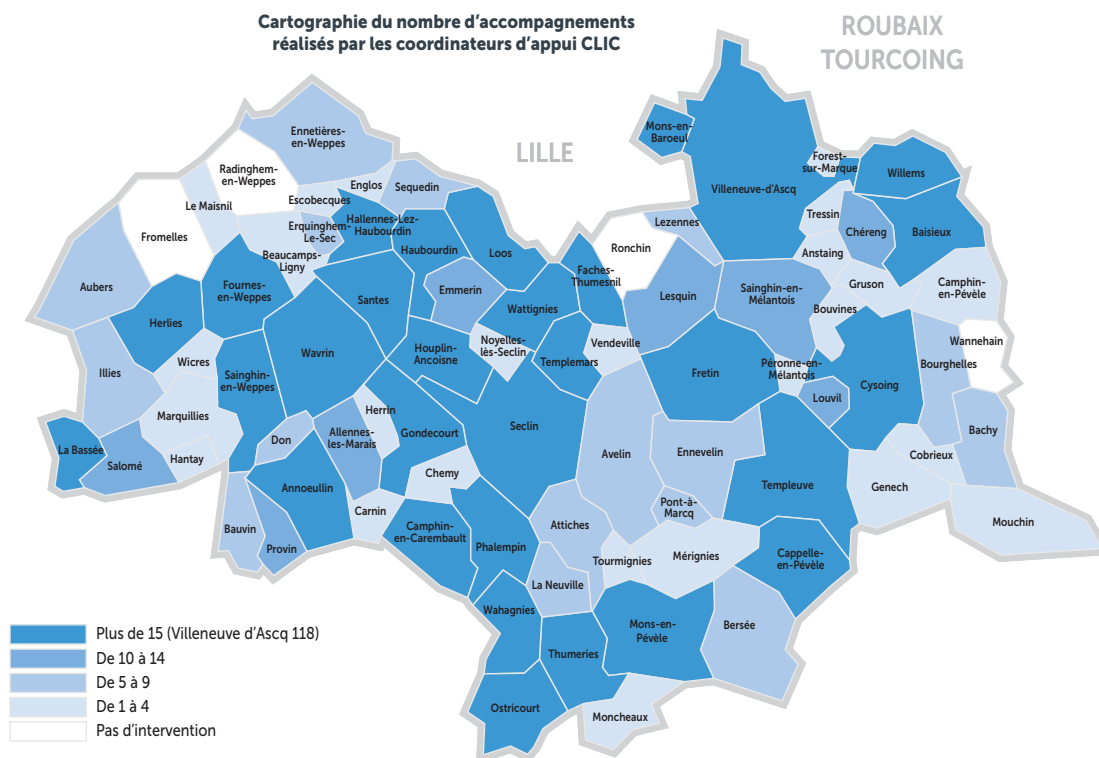 Cartographie du nombre d'accompagnements
réalisés par les coordinateurs d'appui CLIC
ROUBAIX
TOURCOING
LILLE
Ennetières-
en-Weppes
Mons-en-
Baroeul
Radinghem-
en-Weppes
Forest-
sur-Marque
Willems
Villeneuve-d'Ascq
Englos
Sequedin
Escobecques
Le Maisnil
Tressin
Lezennes
Hallennes-Lez-
Haubourdin
Erquinghem-
Le-Sec
Fromelles
Haubourdin
Loos
Ronchin
Chéreng
Baisieux
Anstaing
Beaucamps-
Ligny
Faches-
Thumesnil
Aubers
Fournes-
en-Weppes
Emmerin
Lesquin
Sainghin-en-
Mélantois
Gruson
Camphin-
en-Pévèle
Santes
Wattignies
Bouvines
Herlies
Noyelles-
lès-Seclin
Vendeville
Wannehain
Wicres
Wavrin
Houplin-
Ancoisne
Templemars
Illies
Sainghin-
en-Weppes
Fretin
Péronne-en-
Mélantois
Cysoing
Bourghelles
Louvil
Marquillies
Herrin
Allennes-
les-Marais
Gondecourt
Seclin
Don
Bachy
La Bassée
Salomé
Hantay
Avelin
Ennevelin
Cobrieux
Chemy
Annoeullin
Templeuve
Genech
Carnin
Pont-à-
Marcq
Mouchin
Bauvin
Provin
Camphin-
en-Carembault
Phalempin
Attiches
Tourmignies
Mérignies
Cappelle-
en-Pévèle
La Neuville
Wahagnies
Mons-en-
Pévèle
Bersée
Thumeries
Ostricourt
Moncheaux
Plus de 15 (Villeneuve d'Ascq 118)
De 10 à 14
De 5 à 9
De 1 à 4
Pas d'intervention